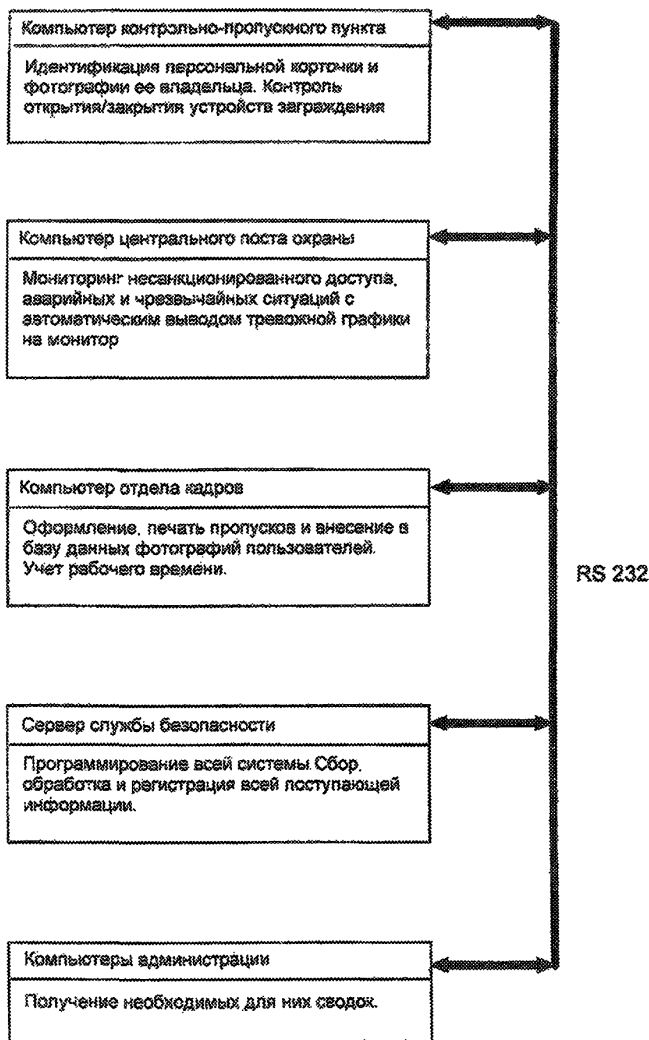 Компьютер контрольно-пропускного пункта
Идентификация персональной карточки и
фотографии ее владельца. Контроль
открытия/закрытия устройств заграждения
Компьютер центрального поста охраны
Мониторинг несанкционированного доступа,
аварийных и чрезвычайных ситуаций с
автоматическим выводом тревожной графики
на монитор
Компьютер отдела кадров
Оформление, печать пропусков и внесение в
базу данных фотографий пользователей.
Учет рабочего времени.
RS 232
Сервер службы безопасности
Программирование всей системы. Сбор,
обработка и регистрация всей поступающей
информации.
Компьютеры администрации
Получение необходимых для них сводок.